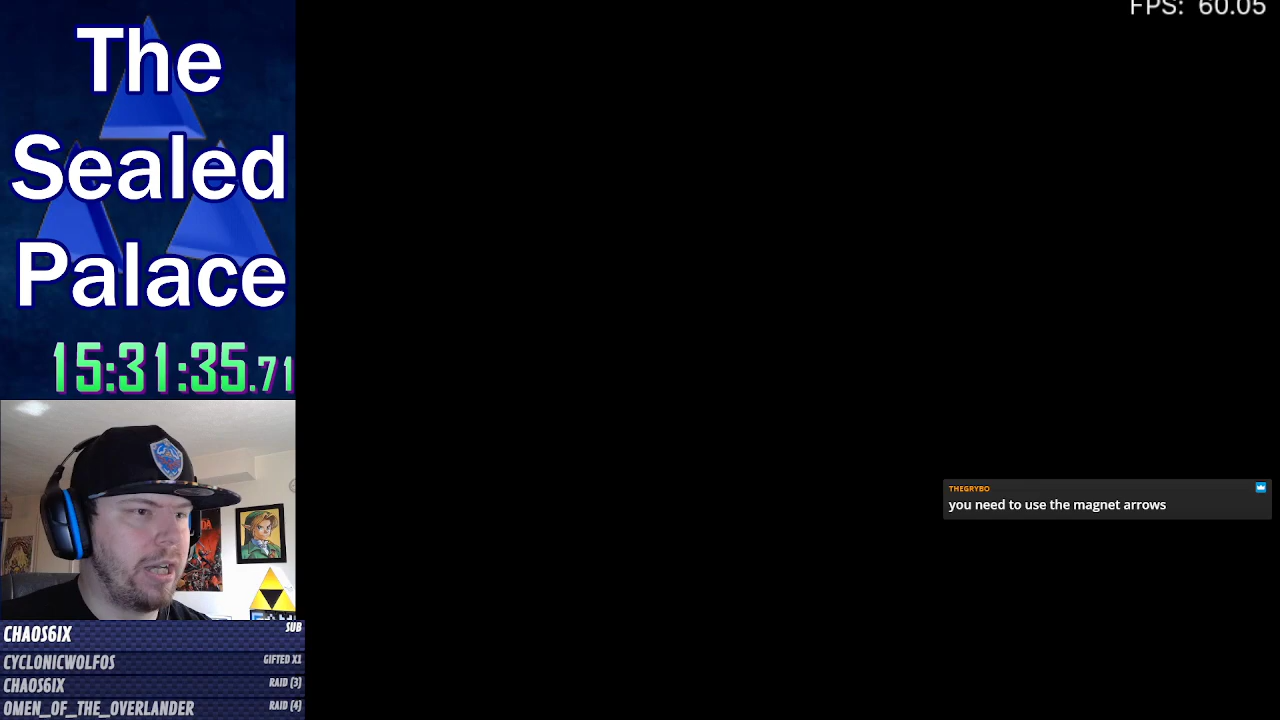 FPS: 60.05
The
Sealed
Palace
15:31:35.71
THEGRYBO
you need to use the magnet arrows
CHAOS6IX SUB
CYCLONICWOLFOS GIFTED X1
CHAOS6IX RAID (3)
OMEN_OF_THE_OVERLANDER RAID (4)